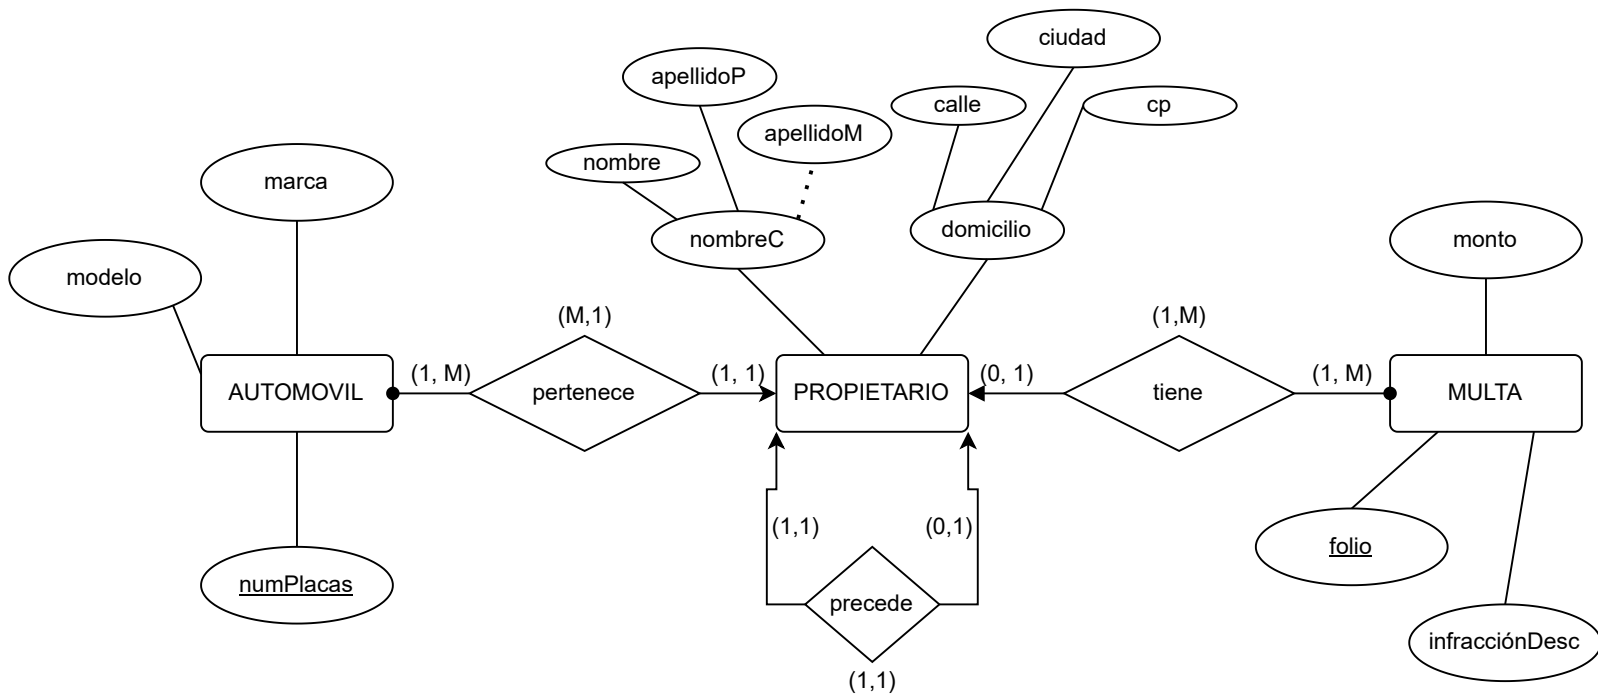 ciudad
apellidoP
calle
cp
apellidoM
nombre
marca
nombreC
domicilio
monto
modelo
(M,1)
(1,M)
(1, M)
(1, 1)
(0, 1)
(1, M)
AUTOMOVIL
pertenece
PROPIETARIO
tiene
MULTA
(1,1)
(0,1)
folio
numPlacas
precede
infracciónDesc
(1,1)